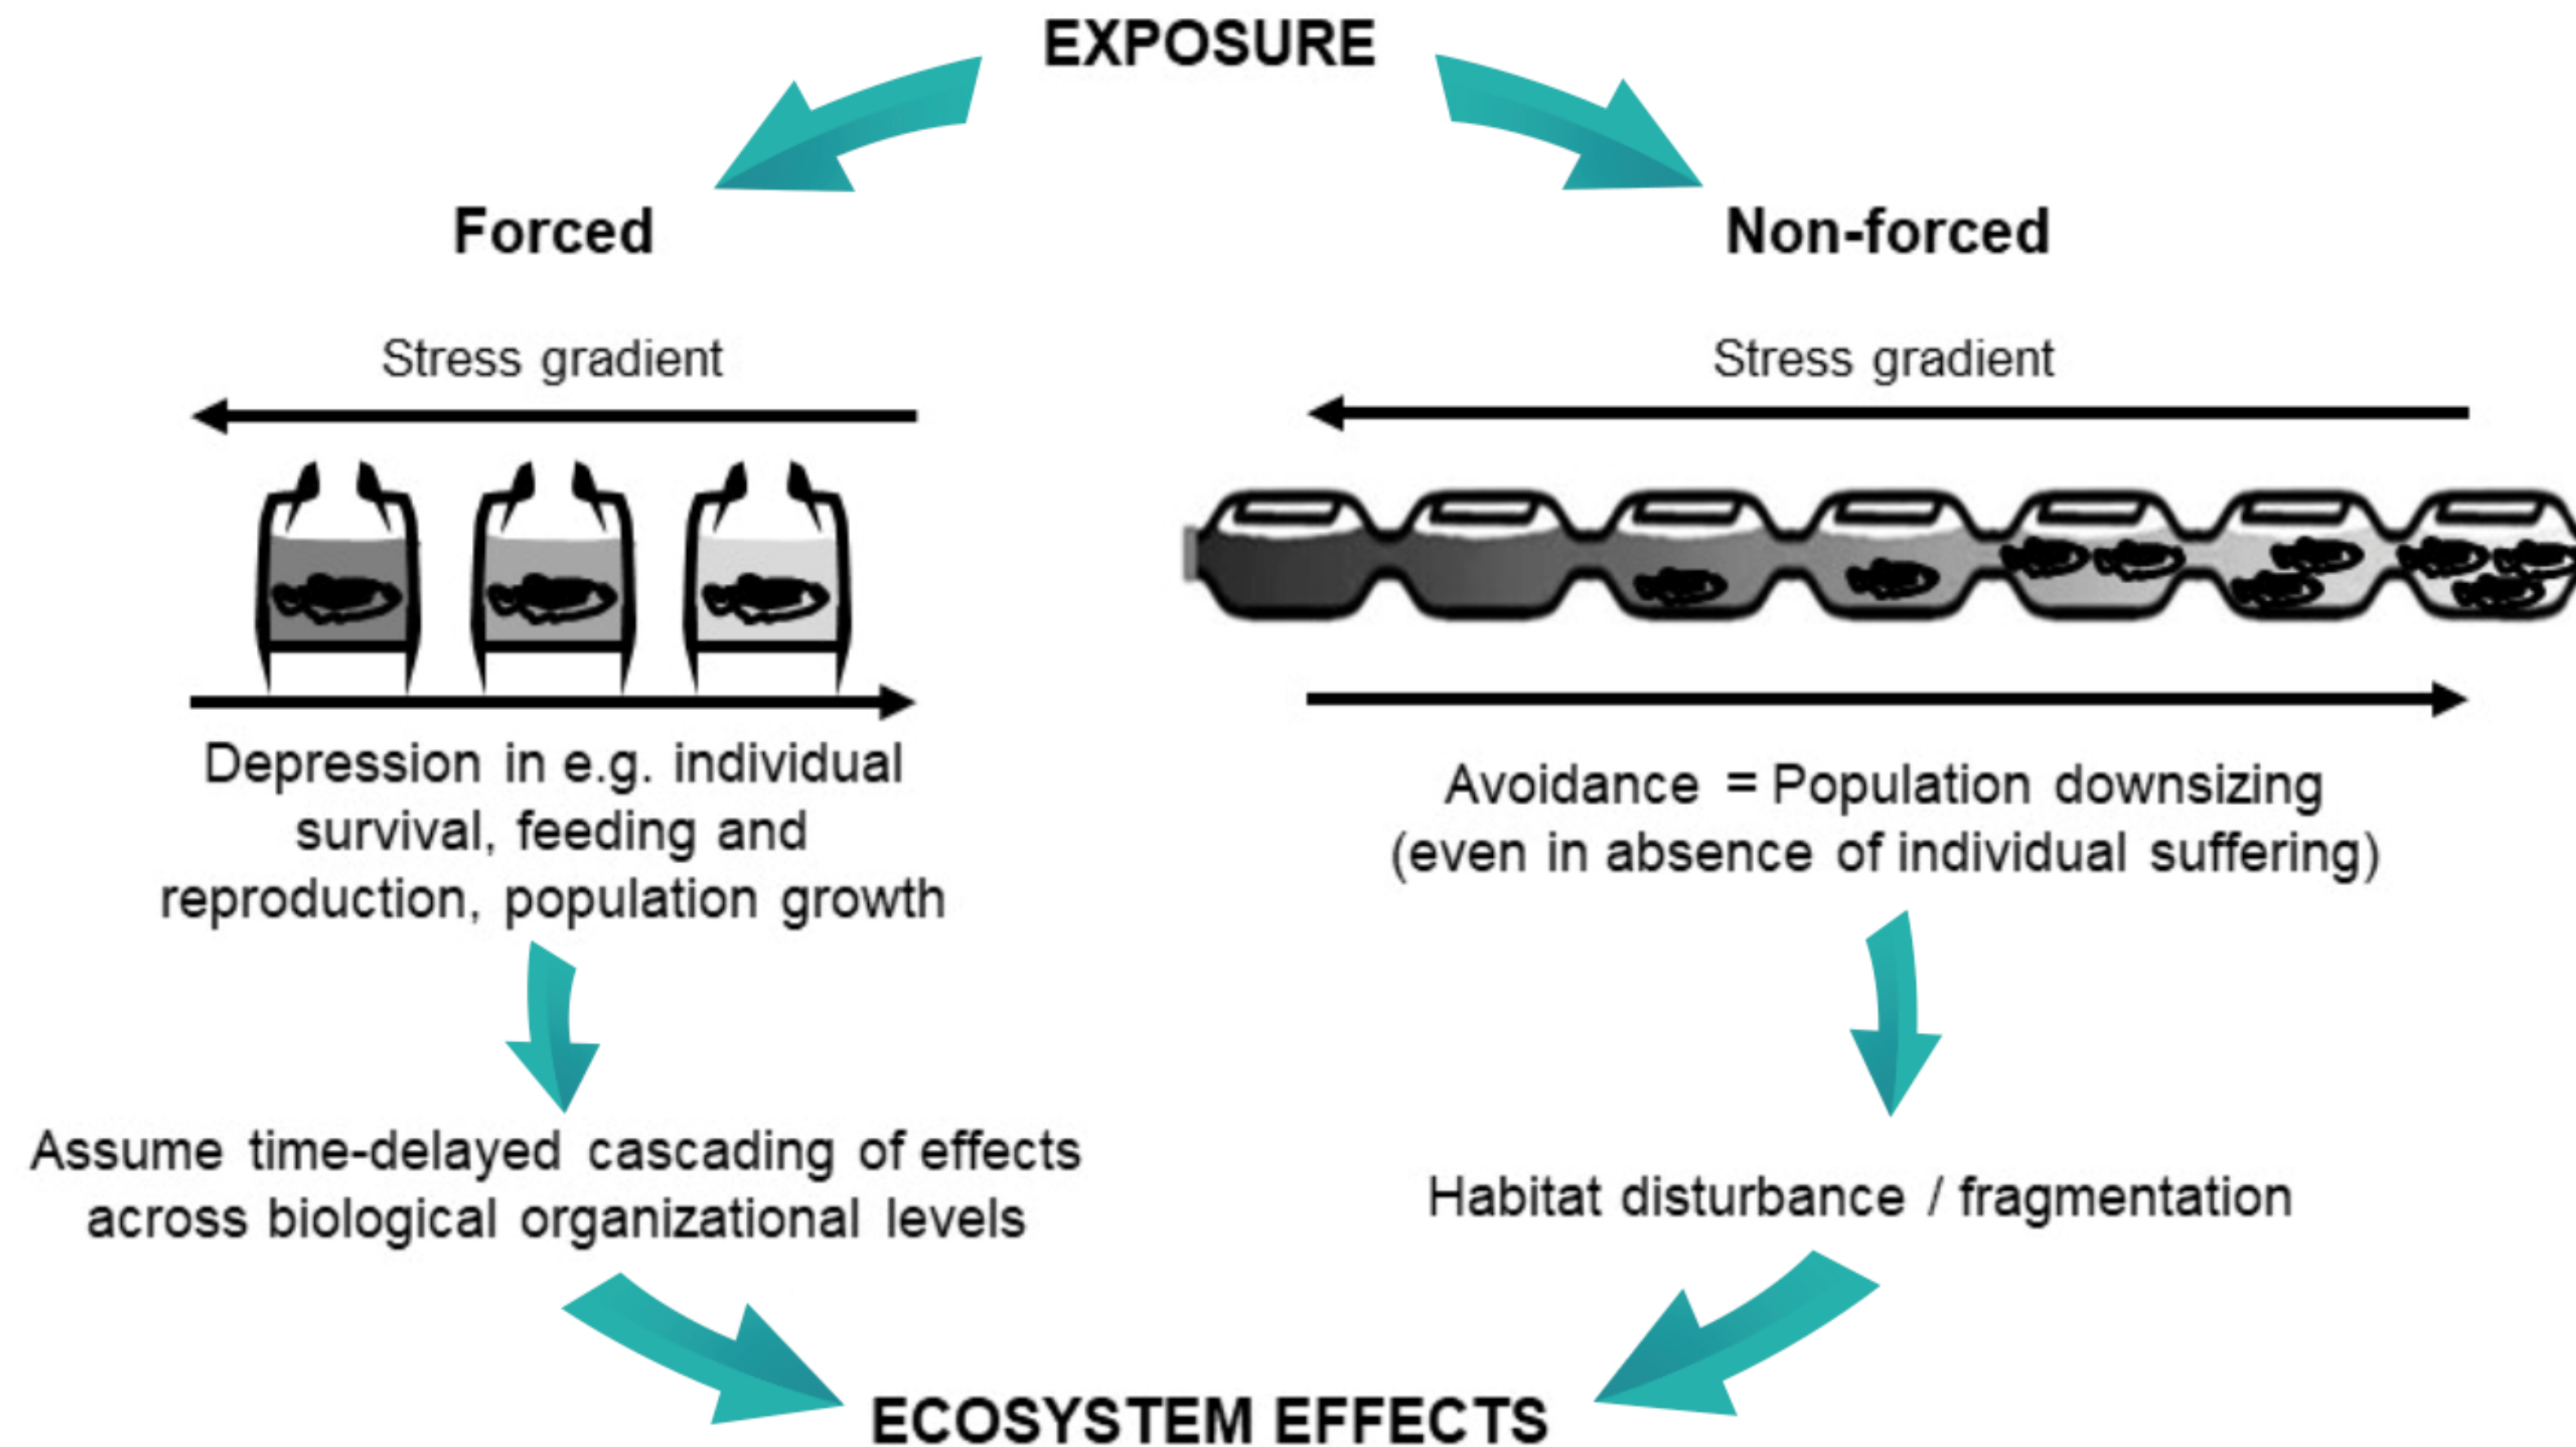 EXPOSURE
Forced
Stress gradient
Depression in e.g. individual
survival, feeding and
reproduction, population growth
Assume time-delayed cascading of effects
across biological organizational levels
Non-forced
Stress gradient
Avoidance = Population downsizing
(even in absence of individual suffering)
Habitat disturbance / fragmentation
ECOSYSTEM EFFECTS